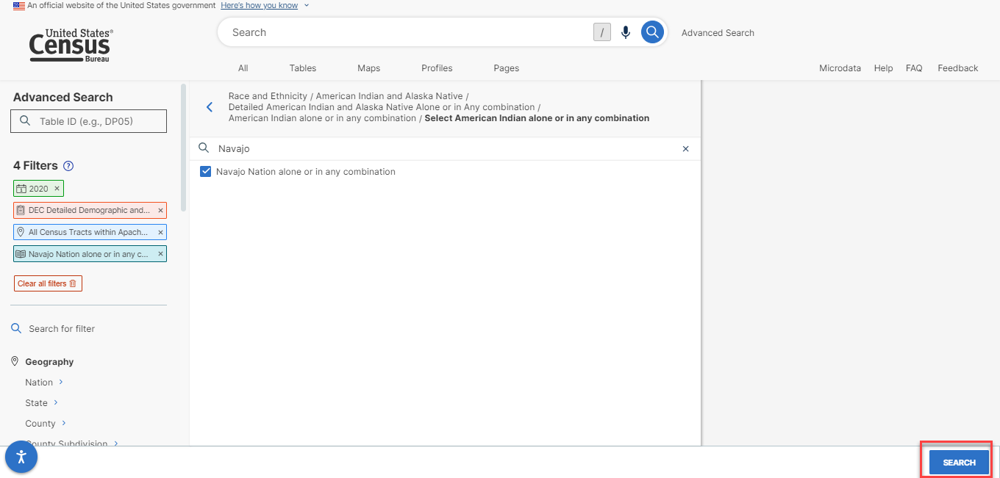 An official website of the United States government Here's how you know
United States®
Census
Bureau
Search / Advanced Search
All Tables Maps Profiles Pages
Microdata Help FAQ Feedback
Advanced Search
Table ID (e.g., DP05)
4 Filters ?
2020 ×
DEC Detailed Demographic and... ×
All Census Tracts within Apach... ×
Navajo Nation alone or in any c... ×
Clear all filters
Search for filter
Geography
Nation
State
County
County Subdivision
Race and Ethnicity / American Indian and Alaska Native /
Detailed American Indian and Alaska Native Alone or in Any combination /
American Indian alone or in any combination / Select American Indian alone or in any combination
Navajo ×
Navajo Nation alone or in any combination
SEARCH